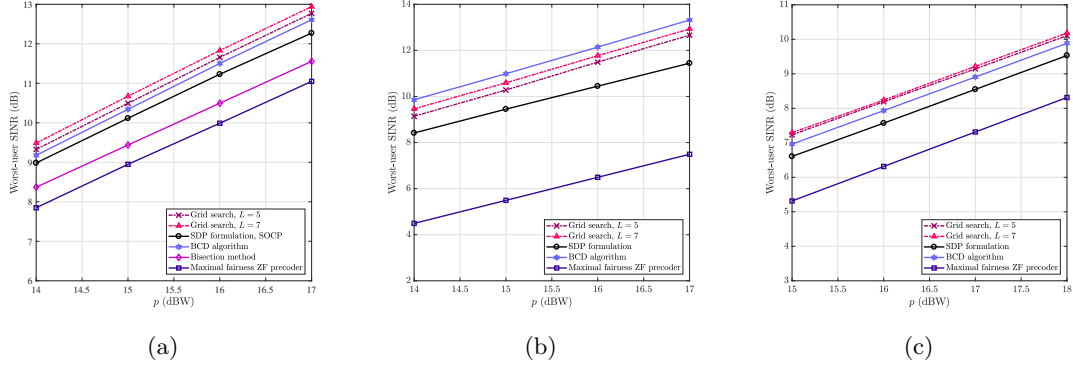 13
12
11
10
9
8
7
6
Worst-user SINR (dB)
Grid search, L = 5
Grid search, L = 7
SDP formulation, SOCP
BCD algorithm
Bisection method
Maximal fairness ZF precoder
14 14.5 15 15.5 16 16.5 17
p (dBW)
(a)
14
12
10
8
6
4
2
Worst-user SINR (dB)
Grid search, L = 5
Grid search, L = 7
SDP formulation
BCD algorithm
Maximal fairness ZF precoder
14 14.5 15 15.5 16 16.5 17
p (dBW)
(b)
11
10
9
8
7
6
5
4
3
Worst-user SINR (dB)
Grid search, L = 5
Grid search, L = 7
SDP formulation
BCD algorithm
Maximal fairness ZF precoder
15 15.5 16 16.5 17 17.5 18
p (dBW)
(c)